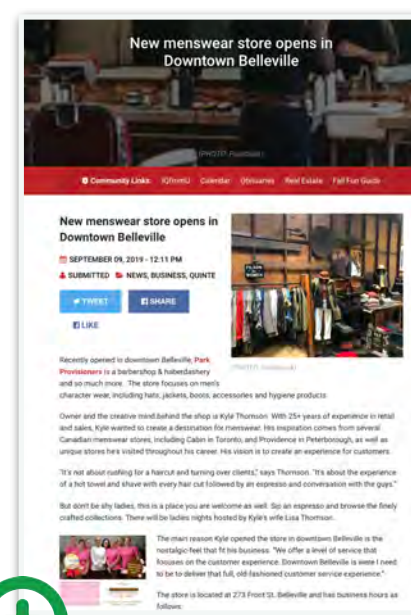 New menswear store opens in
Downtown Belleville
(PHOTO: Facebook)
Community Links: Calendar Obituaries Real Estate Fall Fun Guide
New menswear store opens in
Downtown Belleville
SEPTEMBER 09, 2019 - 12:11 PM
SUBMITTED NEWS, BUSINESS, QUINTE
TWEET SHARE
LIKE
(PHOTO: Facebook)
Recently opened in downtown Belleville, Park
Provisioners is a barbershop & haberdashery
and so much more. The store focuses on men's
character wear, including hats, jackets, boots, accessories and hygiene products.
Owner and the creative mind behind the shop is Kyle Thomson. With 25+ years of experience in retail
and sales, Kyle wanted to create a destination for menswear. His inspiration comes from several
Canadian menswear stores, including Cabin in Toronto, and Providence in Peterborough, as well as
unique stores he's visited throughout his career. His vision is to create an experience for customers.
"It's not about rushing for a haircut and turning over clients," says Thomson. "It's about the experience
of a hot towel and shave with every hair cut followed by an espresso and conversation with the guys."
But don't be shy ladies, this is a place you are welcome as well. Sip an espresso and browse the finely
crafted collections. There will be ladies nights hosted by Kyle's wife Lisa Thomson.
The main reason Kyle opened the store in downtown Belleville is the
nostalgic feel that fit his business. "We offer a level of service that
focuses on the customer experience. Downtown Belleville is were I need
to be to deliver that full, old-fashioned customer service experience."
The store is located at 273 Front St. Belleville and has business hours as
follows: